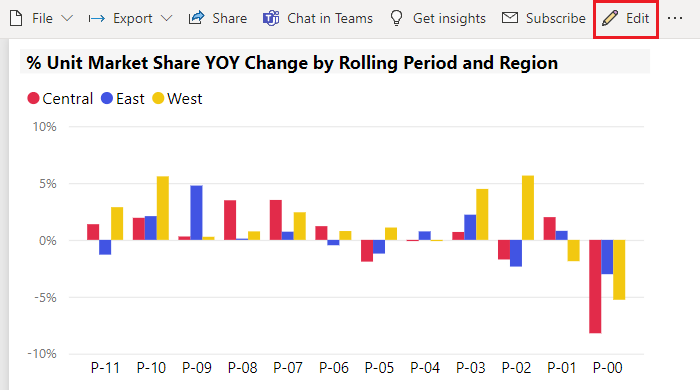 File Export Share Chat in Teams Get insights Subscribe Edit ...
% Unit Market Share YOY Change by Rolling Period and Region
Central East West
10%
5%
0%
-5%
-10%
P-11 P-10 P-09 P-08 P-07 P-06 P-05 P-04 P-03 P-02 P-01 P-00